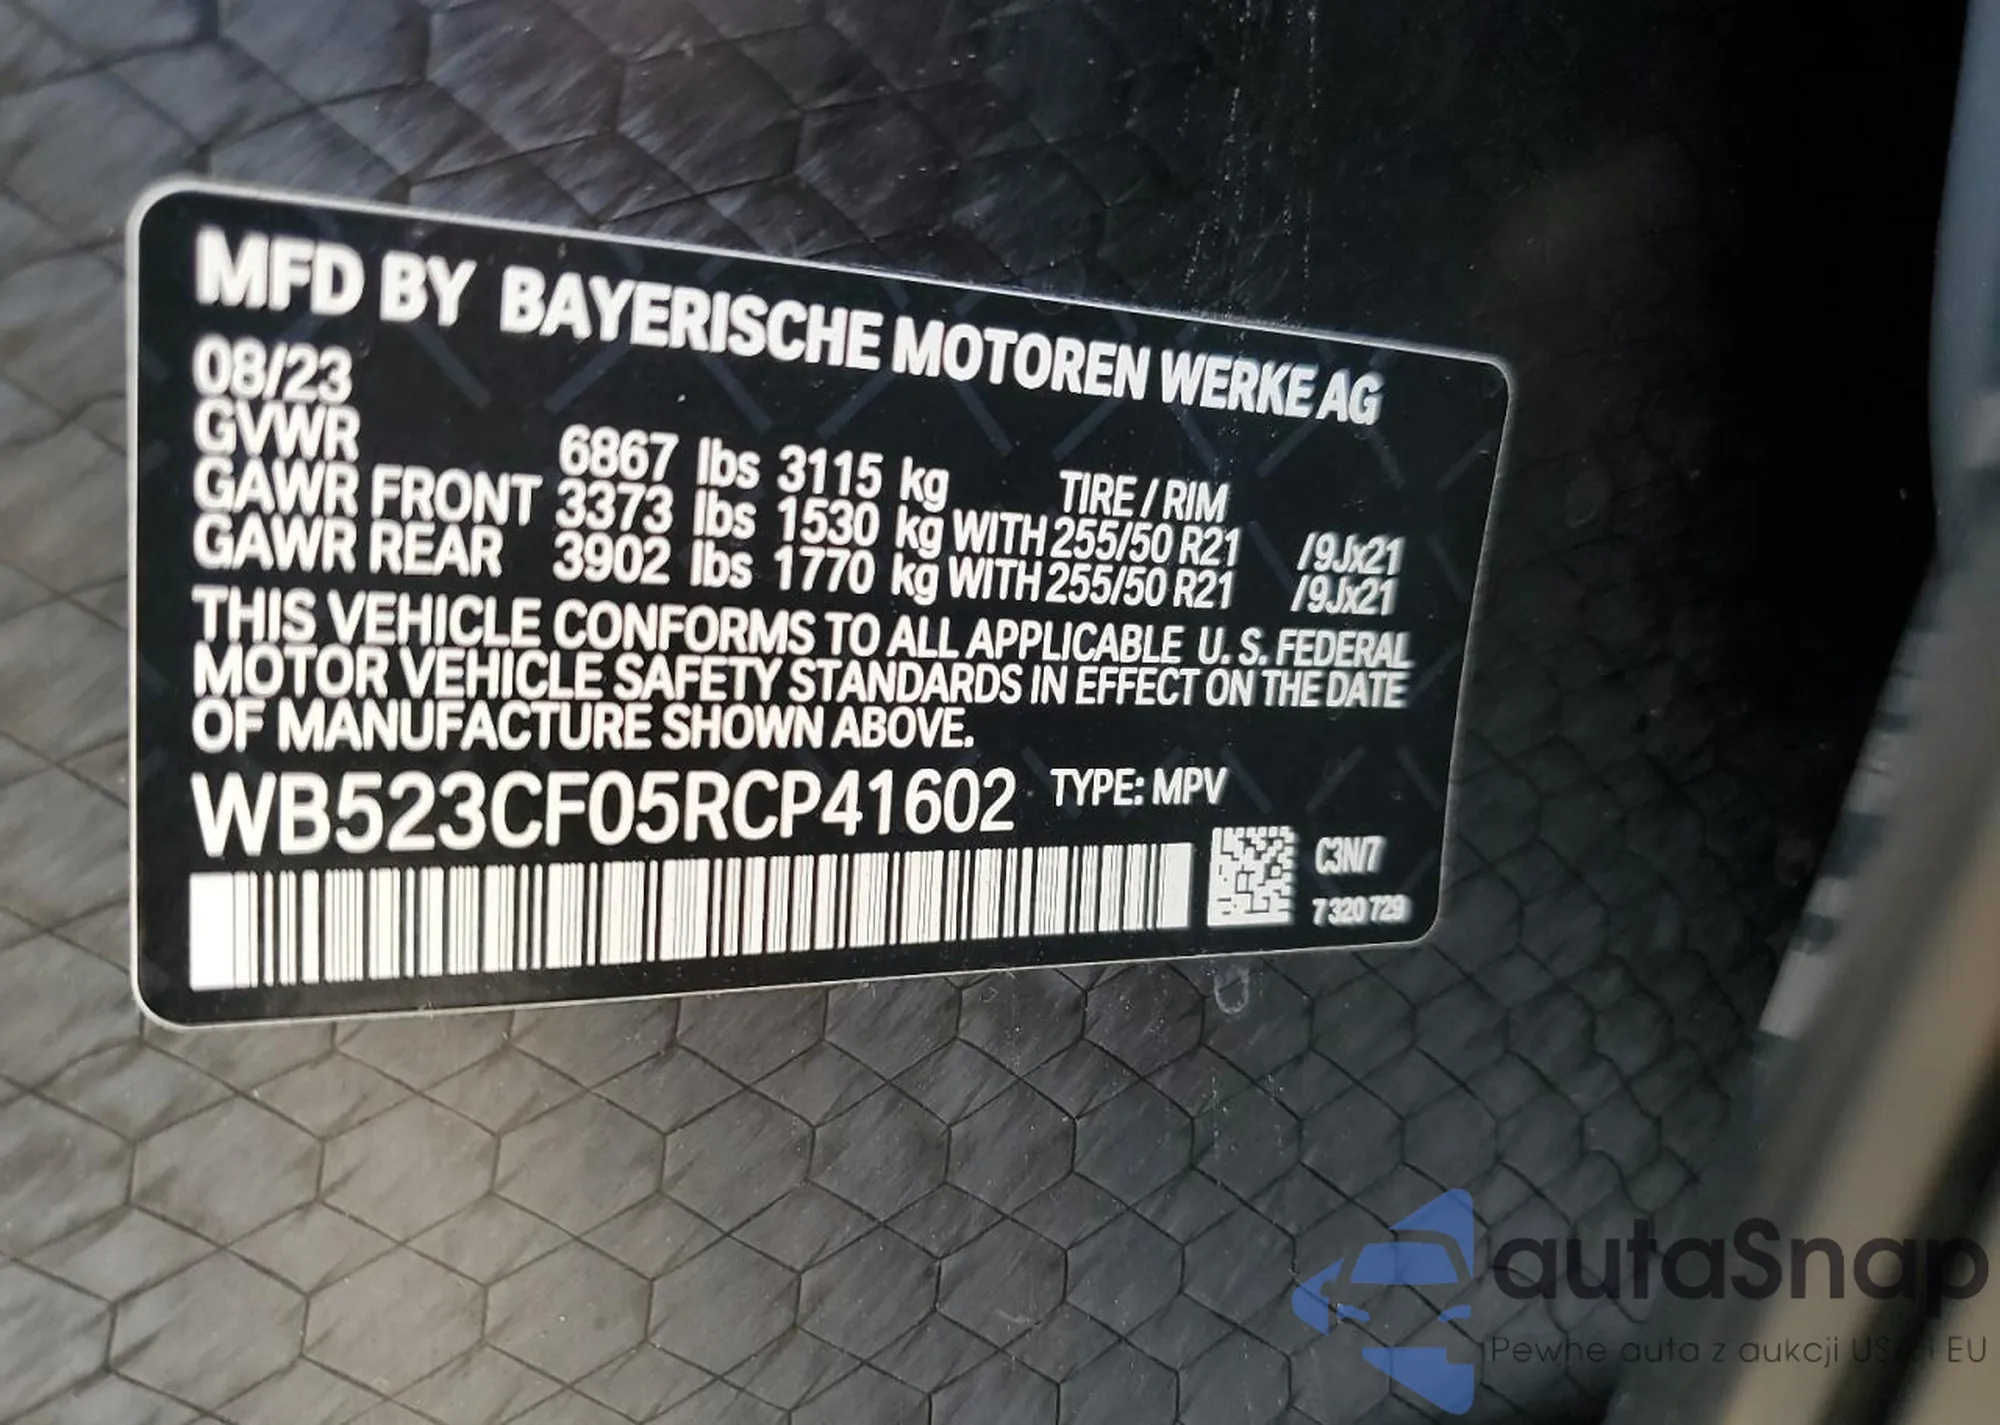 MFD BY BAYERISCHE MOTOREN WERKE AG
08/23
GVWR 6867 lbs 3115 kg TIRE / RIM
GAWR FRONT 3373 lbs 1530 kg WITH 255/50 R21 /9Jx21
GAWR REAR 3902 lbs 1770 kg WITH 255/50 R21 /9Jx21
THIS VEHICLE CONFORMS TO ALL APPLICABLE U. S. FEDERAL
MOTOR VEHICLE SAFETY STANDARDS IN EFFECT ON THE DATE
OF MANUFACTURE SHOWN ABOVE.
WB523CF05RCP41602 TYPE: MPV
C3N/7
7 320 729
autaSnap
Pewne auta z aukcji USA i EU